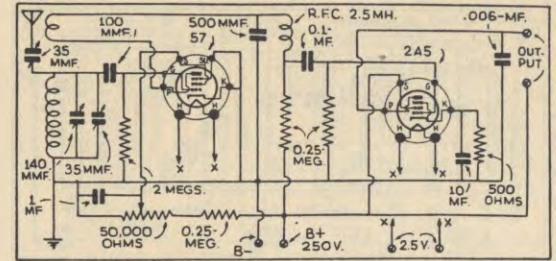 100
MMF.
35
MMF.
500 MMF.
57
R.F.C. 2.5 MH.
0.1-
MF.
.006-MF.
2A5
OUT-
PUT
G
P
K
H
H
S
G
P
K
H
H
X
X
X
X
140
MMF.
35MMF.
2 MEGS.
0.25-
MEG.
10
MF.
500
OHMS
1
MF
50,000
OHMS
0.25-
MEG.
B-
B+
250 V.
X
X
2.5 V.